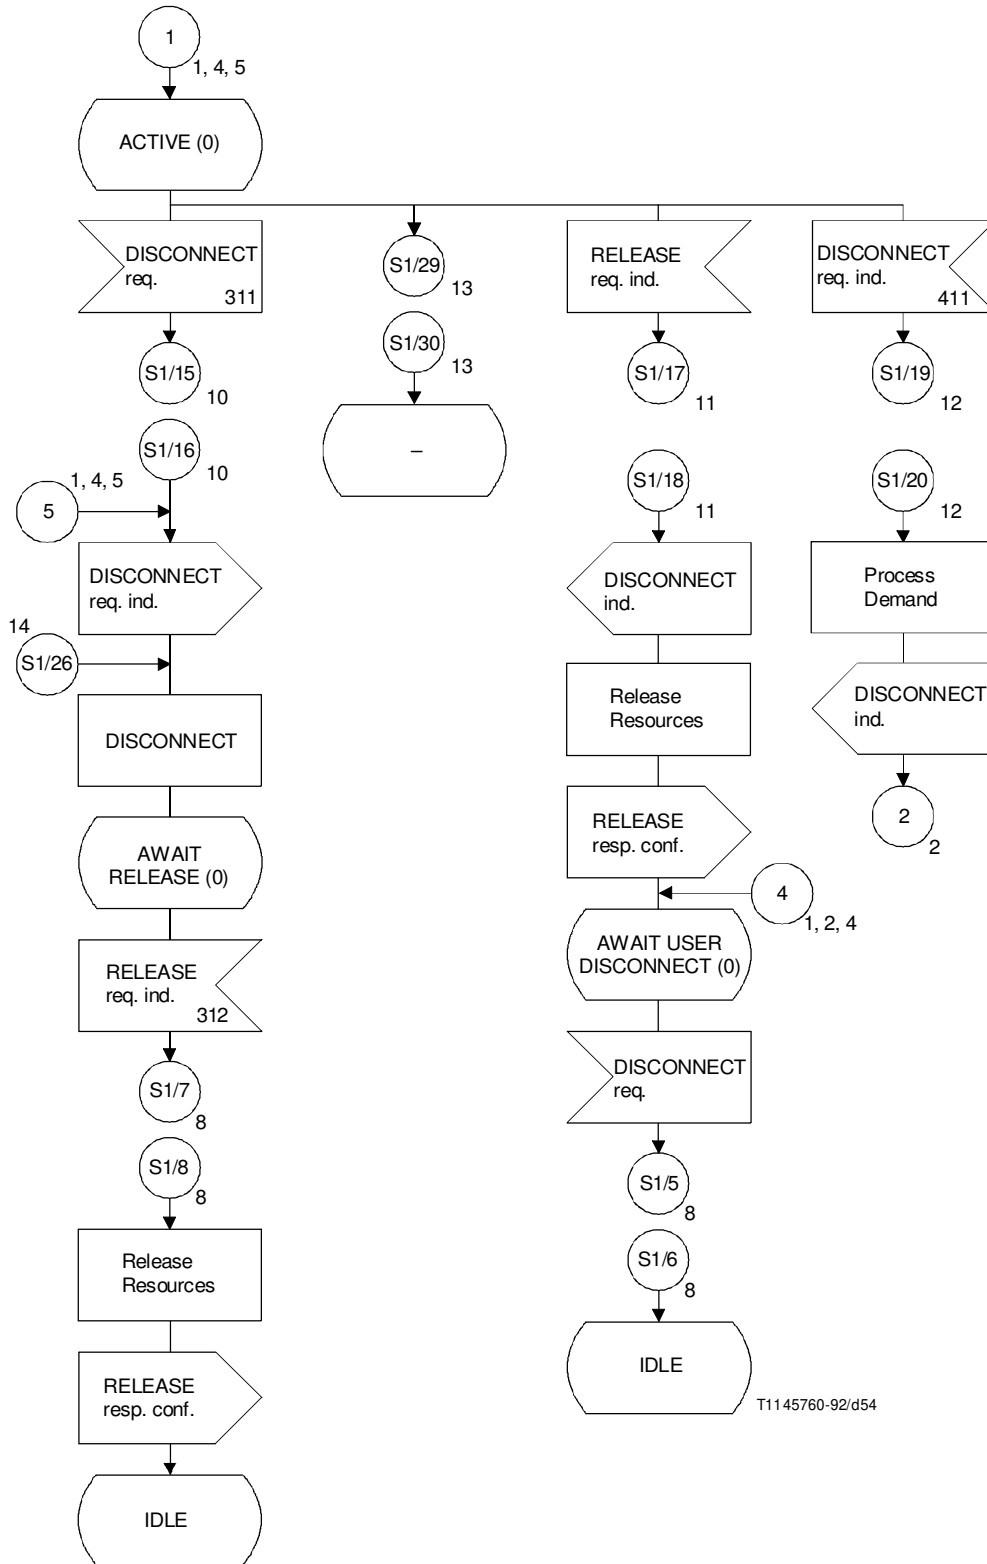 1
1, 4, 5
ACTIVE (0)
DISCONNECT
req.
311
S1/15
10
S1/16
10
1, 4, 5
5
DISCONNECT
req. ind.
14
S1/26
DISCONNECT
AWAIT
RELEASE (0)
RELEASE
req. ind.
312
S1/7
8
S1/8
8
Release
Resources
RELEASE
resp. conf.
IDLE
S1/29
13
S1/30
13
–
RELEASE
req. ind.
S1/17
11
S1/18
11
DISCONNECT
ind.
Release
Resources
RELEASE
resp. conf.
4
1, 2, 4
AWAIT USER
DISCONNECT (0)
DISCONNECT
req.
S1/5
8
S1/6
8
IDLE
DISCONNECT
req. ind.
411
S1/19
12
S1/20
12
Process
Demand
DISCONNECT
ind.
2
2
T1145760-92/d54